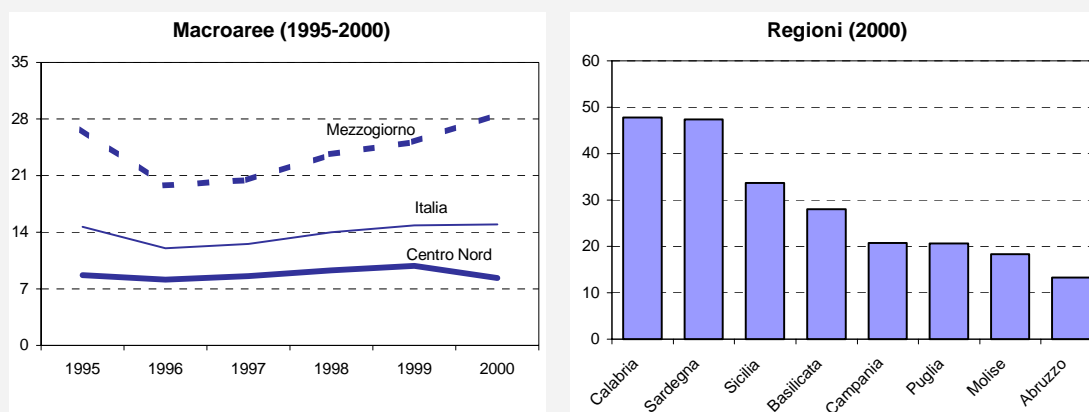 Macroaree (1995-2000)
35
28
21
14
7
0
Mezzogiorno
Italia
Centro Nord
1995 1996 1997 1998 1999 2000
Regioni (2000)
60
50
40
30
20
10
0
Calabria Sardegna Sicilia Basilicata Campania Puglia Molise Abruzzo